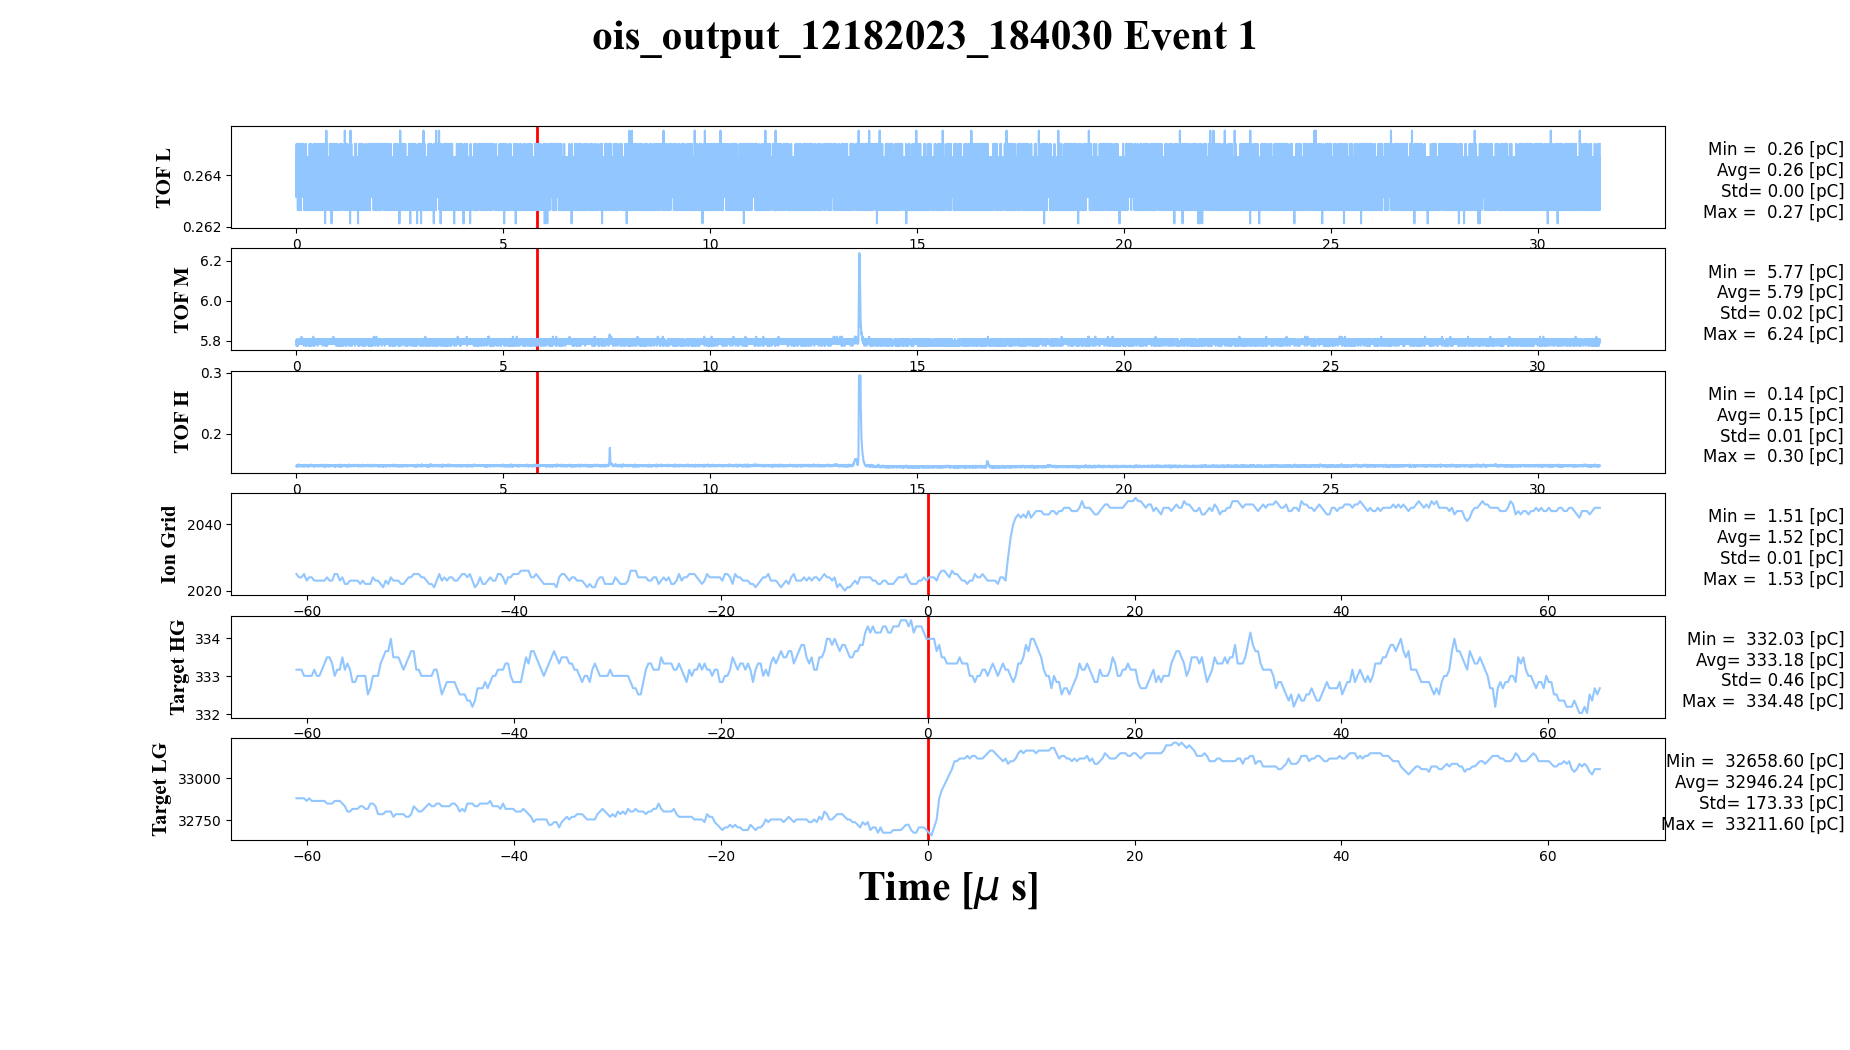 ois_output_12182023_184030 Event 1
TOF L
0.264
0.262
0 5 10 15 20 25 30
Min = 0.26 [pC]
Avg= 0.26 [pC]
Std= 0.00 [pC]
Max = 0.27 [pC]
TOF M
6.2
6.0
5.8
0 5 10 15 20 25 30
Min = 5.77 [pC]
Avg= 5.79 [pC]
Std= 0.02 [pC]
Max = 6.24 [pC]
TOF H
0.3
0.2
0 5 10 15 20 25 30
Min = 0.14 [pC]
Avg= 0.15 [pC]
Std= 0.01 [pC]
Max = 0.30 [pC]
Ion Grid
2040
2020
−60 −40 −20 0 20 40 60
Min = 1.51 [pC]
Avg= 1.52 [pC]
Std= 0.01 [pC]
Max = 1.53 [pC]
Target HG
334
333
332
−60 −40 −20 0 20 40 60
Min = 332.03 [pC]
Avg= 333.18 [pC]
Std= 0.46 [pC]
Max = 334.48 [pC]
Target LG
33000
32750
−60 −40 −20 0 20 40 60
Min = 32658.60 [pC]
Avg= 32946.24 [pC]
Std= 173.33 [pC]
Max = 33211.60 [pC]
Time [μ s]